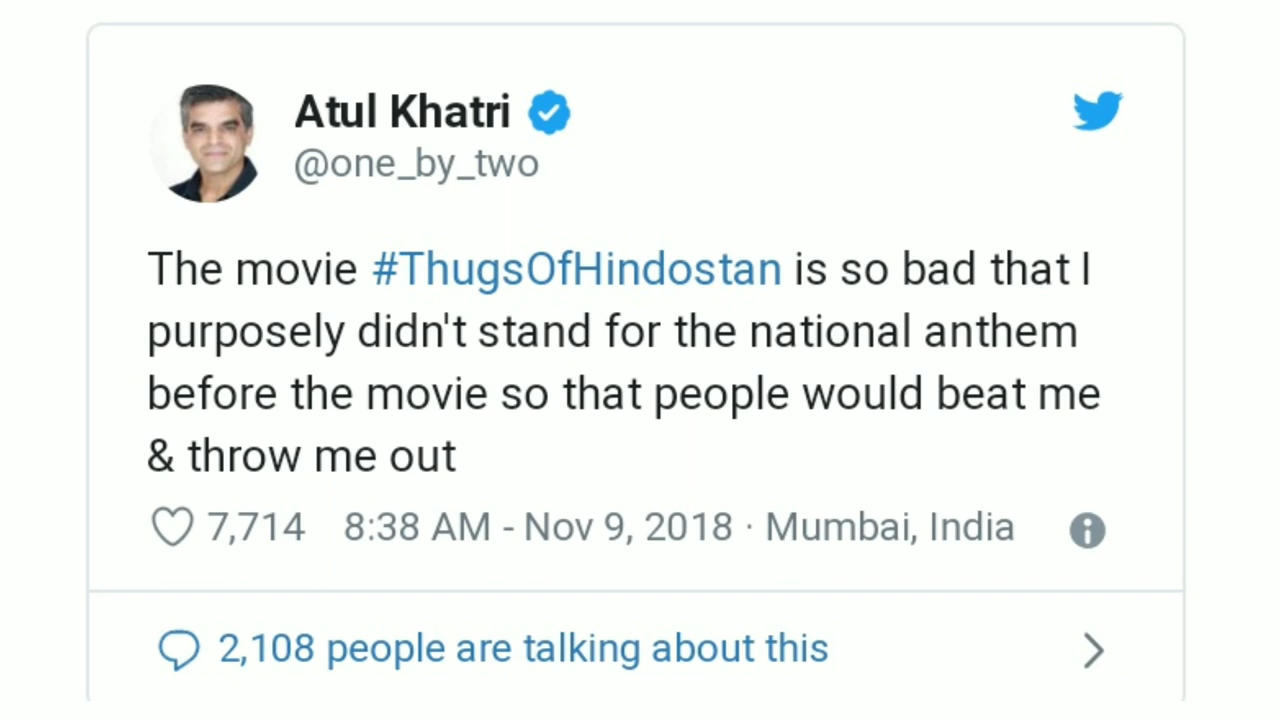 Atul Khatri
@one_by_two
The movie #ThugsOfHindostan is so bad that I
purposely didn't stand for the national anthem
before the movie so that people would beat me
& throw me out
7,714 8:38 AM - Nov 9, 2018 · Mumbai, India
2,108 people are talking about this